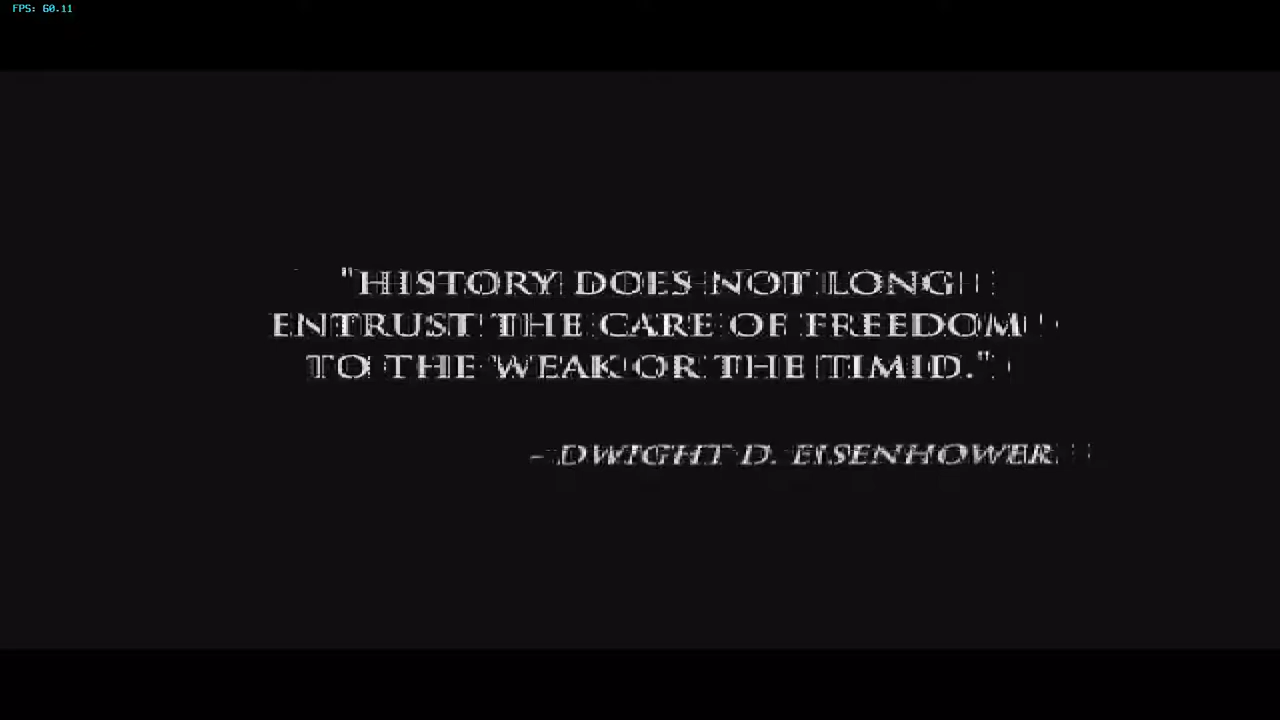 FPS: 60.11
"HISTORY DOES NOT LONG
ENTRUST THE CARE OF FREEDOM
TO THE WEAK OR THE TIMID."
- DWIGHT D. EISENHOWER